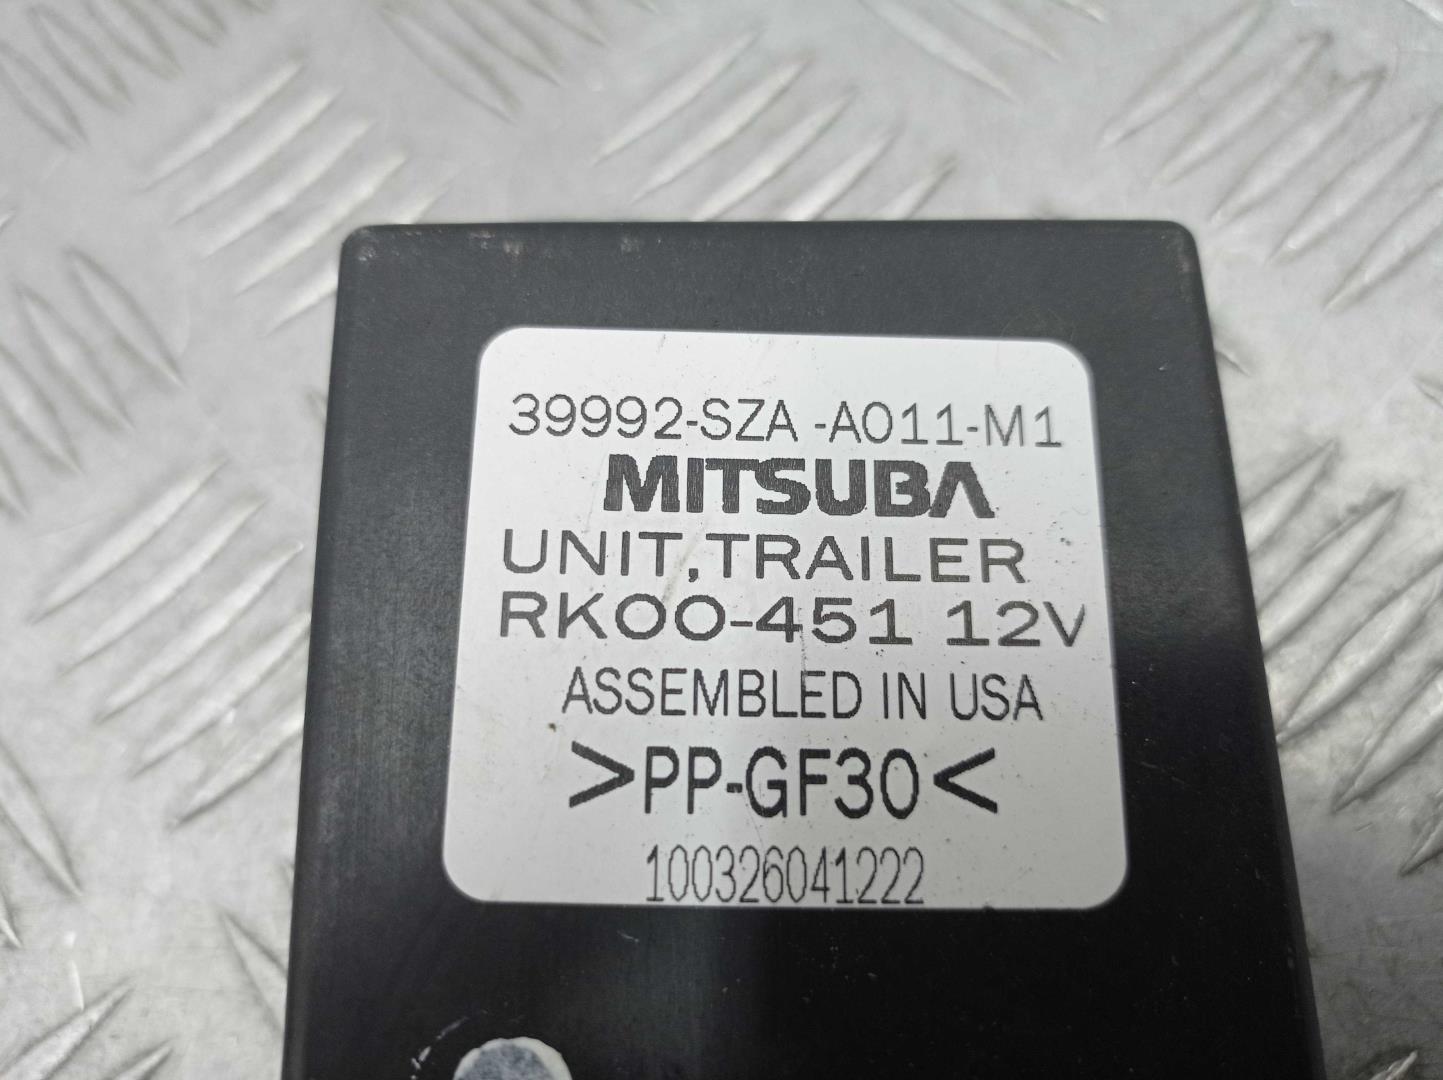 39992-SZA -A011-M1
MITSUBA
UNIT,TRAILER
RK00-451 12V
ASSEMBLED IN USA
>PP-GF30<
100326041222